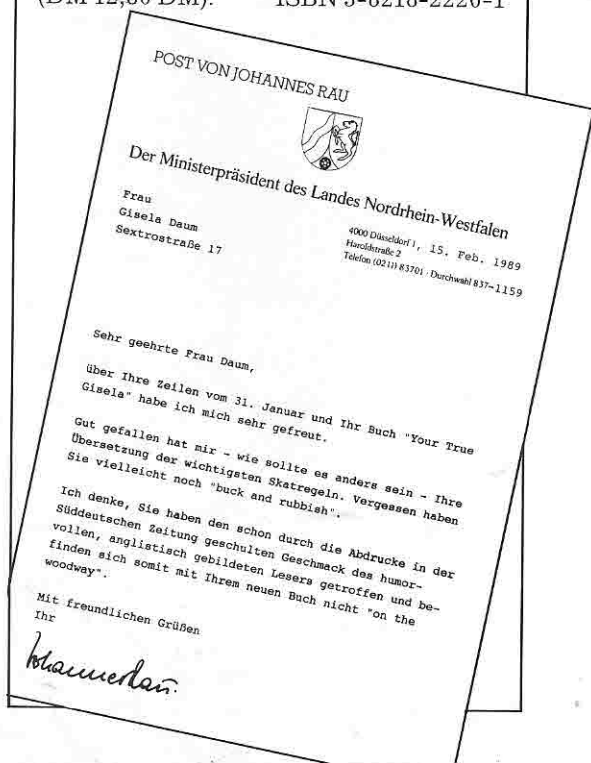 (DM 12,80 DM). ISBN 3-8218-2220-1
POST VON JOHANNES RAU
Der Ministerpräsident des Landes Nordrhein-Westfalen
Frau
Gisela Daum
Sextrostraße 17
4000 Düsseldorf 1, 15. Feb. 1989
Haroldstraße 2
Telefon (0211) 83701 · Durchwahl 837-1159
Sehr geehrte Frau Daum,
über Ihre Zeilen vom 31. Januar und Ihr Buch "Your True
Gisela" habe ich mich sehr gefreut.
Gut gefallen hat mir - wie sollte es anders sein - Ihre
Übersetzung der wichtigsten Skatregeln. Vergessen haben
Sie vielleicht noch "buck and rubbish".
Ich denke, Sie haben den schon durch die Abdrucke in der
Süddeutschen Zeitung geschulten Geschmack des humor-
vollen, anglistisch gebildeten Lesers getroffen und be-
finden sich somit mit Ihrem neuen Buch nicht "on the
woodway".
Mit freundlichen Grüßen
Ihr
Johannes Rau.